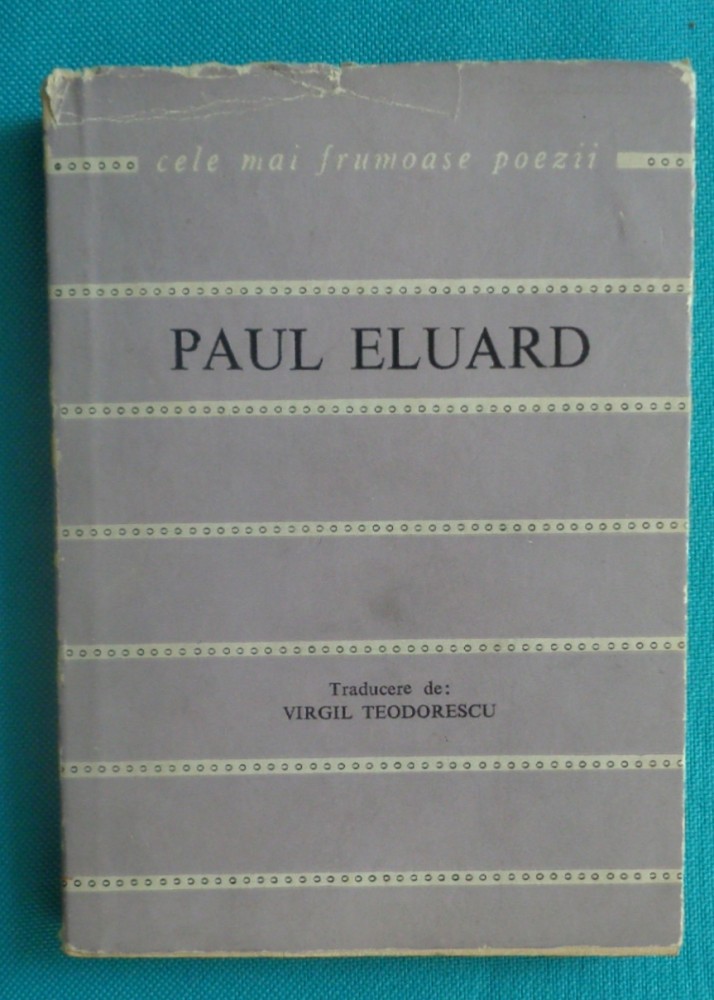 cele mai frumoase poezii
PAUL ELUARD
Traducere de:
VIRGIL TEODORESCU